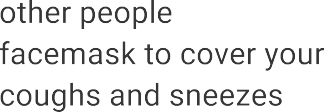 other people
facemask to cover your
coughs and sneezes